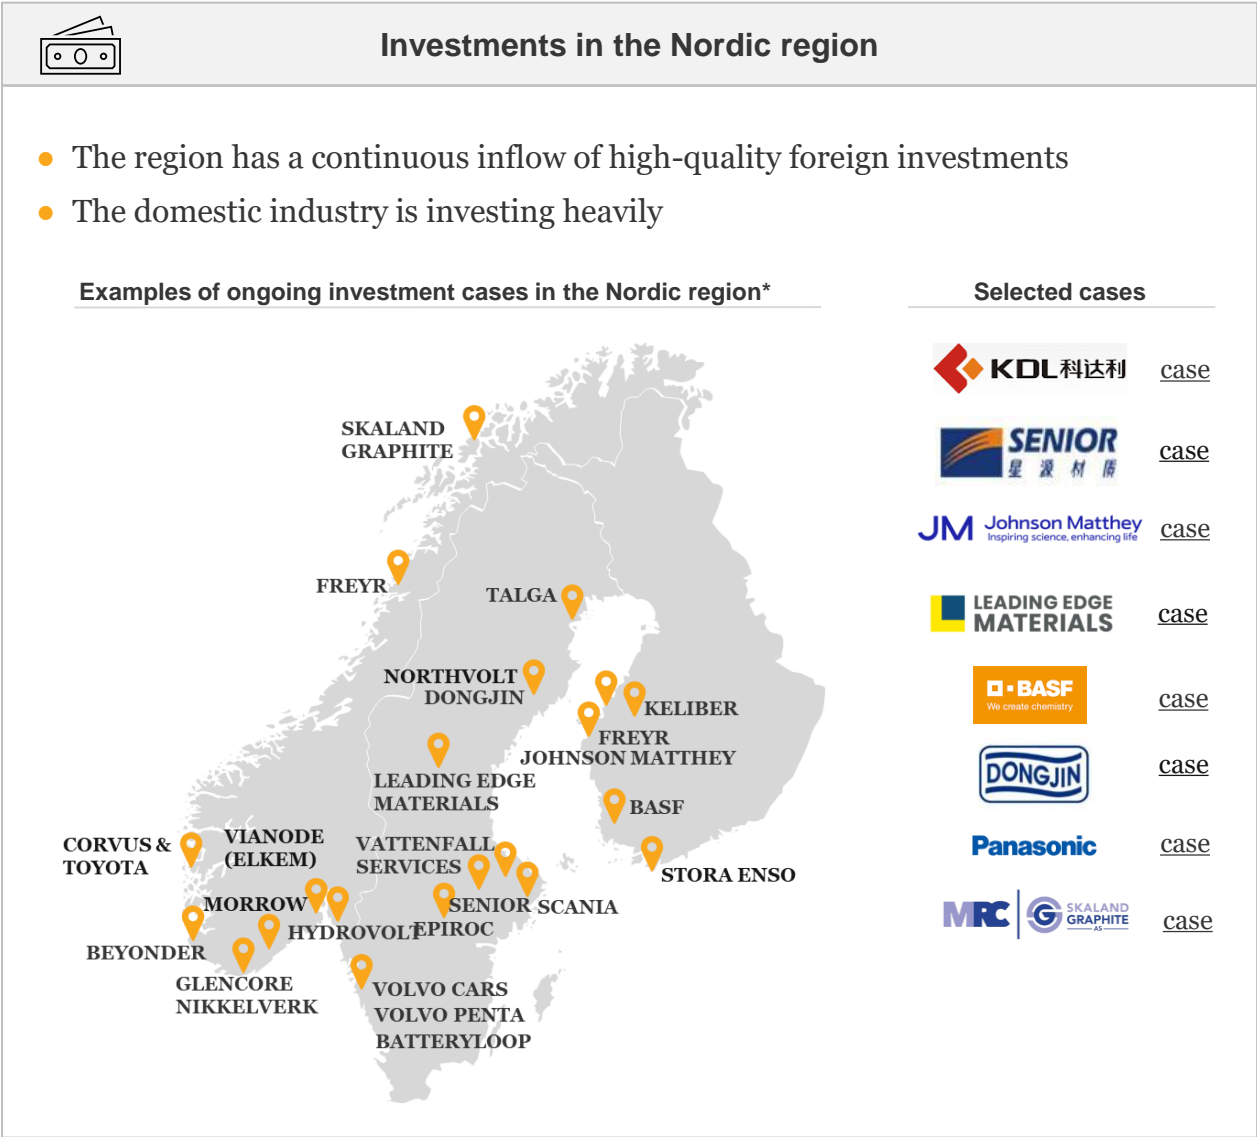 Investments in the Nordic region
The region has a continuous inflow of high-quality foreign investments
The domestic industry is investing heavily
Examples of ongoing investment cases in the Nordic region*
SKALAND
GRAPHITE
FREYR
TALGA
NORTHVOLT
DONGJIN
KELIBER
FREYR
JOHNSON MATTHEY
LEADING EDGE
MATERIALS
BASF
CORVUS &
TOYOTA
VIANODE
(ELKEM)
VATTENFALL
SERVICES
STORA ENSO
MORROW
SENIOR
SCANIA
HYDROVOLT
EPIROC
BEYONDER
GLENCORE
NIKKELVERK
VOLVO CARS
VOLVO PENTA
BATTERYLOOP
Selected cases
KDL科达利
case
SENIOR
星源材质
case
JM Johnson Matthey
Inspiring science, enhancing life
case
LEADING EDGE
MATERIALS
case
BASF
We create chemistry
case
DONGJIN
case
Panasonic
case
MRC
SKALAND
GRAPHITE
AS
case